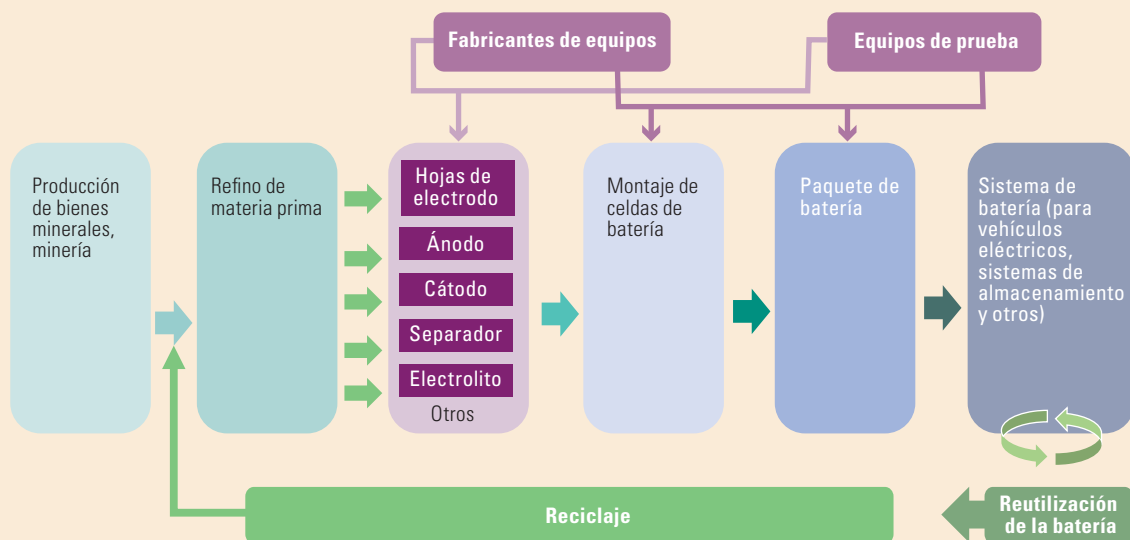 Fabricantes de equipos
Equipos de prueba
Producción
de bienes
minerales,
minería
Refino de
materia prima
Hojas de
electrodo
Ánodo
Cátodo
Separador
Electrolito
Otros
Montaje de
celdas de
batería
Paquete de
batería
Sistema de
batería (para
vehículos
eléctricos,
sistemas de
almacenamiento
y otros)
Reciclaje
Reutilización
de la batería